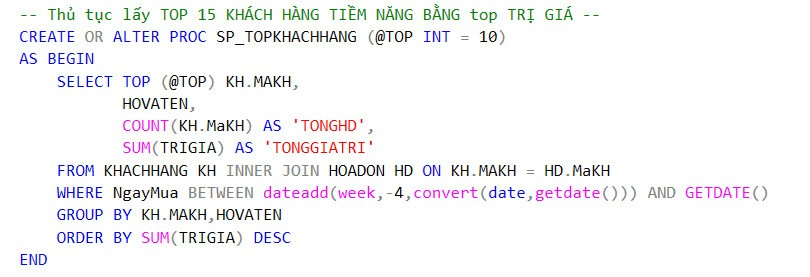 -- Thủ tục lấy TOP 15 KHÁCH HÀNG TIỀM NĂNG BẰNG top TRỊ GIÁ --
CREATE OR ALTER PROC SP_TOPKHACHHANG (@TOP INT = 10)
AS BEGIN
    SELECT TOP (@TOP) KH.MAKH,
           HOVATEN,
           COUNT(KH.MaKH) AS 'TONGHD',
           SUM(TRIGIA) AS 'TONGGIATRI'
    FROM KHACHHANG KH INNER JOIN HOADON HD ON KH.MAKH = HD.MaKH
    WHERE NgayMua BETWEEN dateadd(week,-4,convert(date,getdate())) AND GETDATE()
    GROUP BY KH.MAKH,HOVATEN
    ORDER BY SUM(TRIGIA) DESC
END